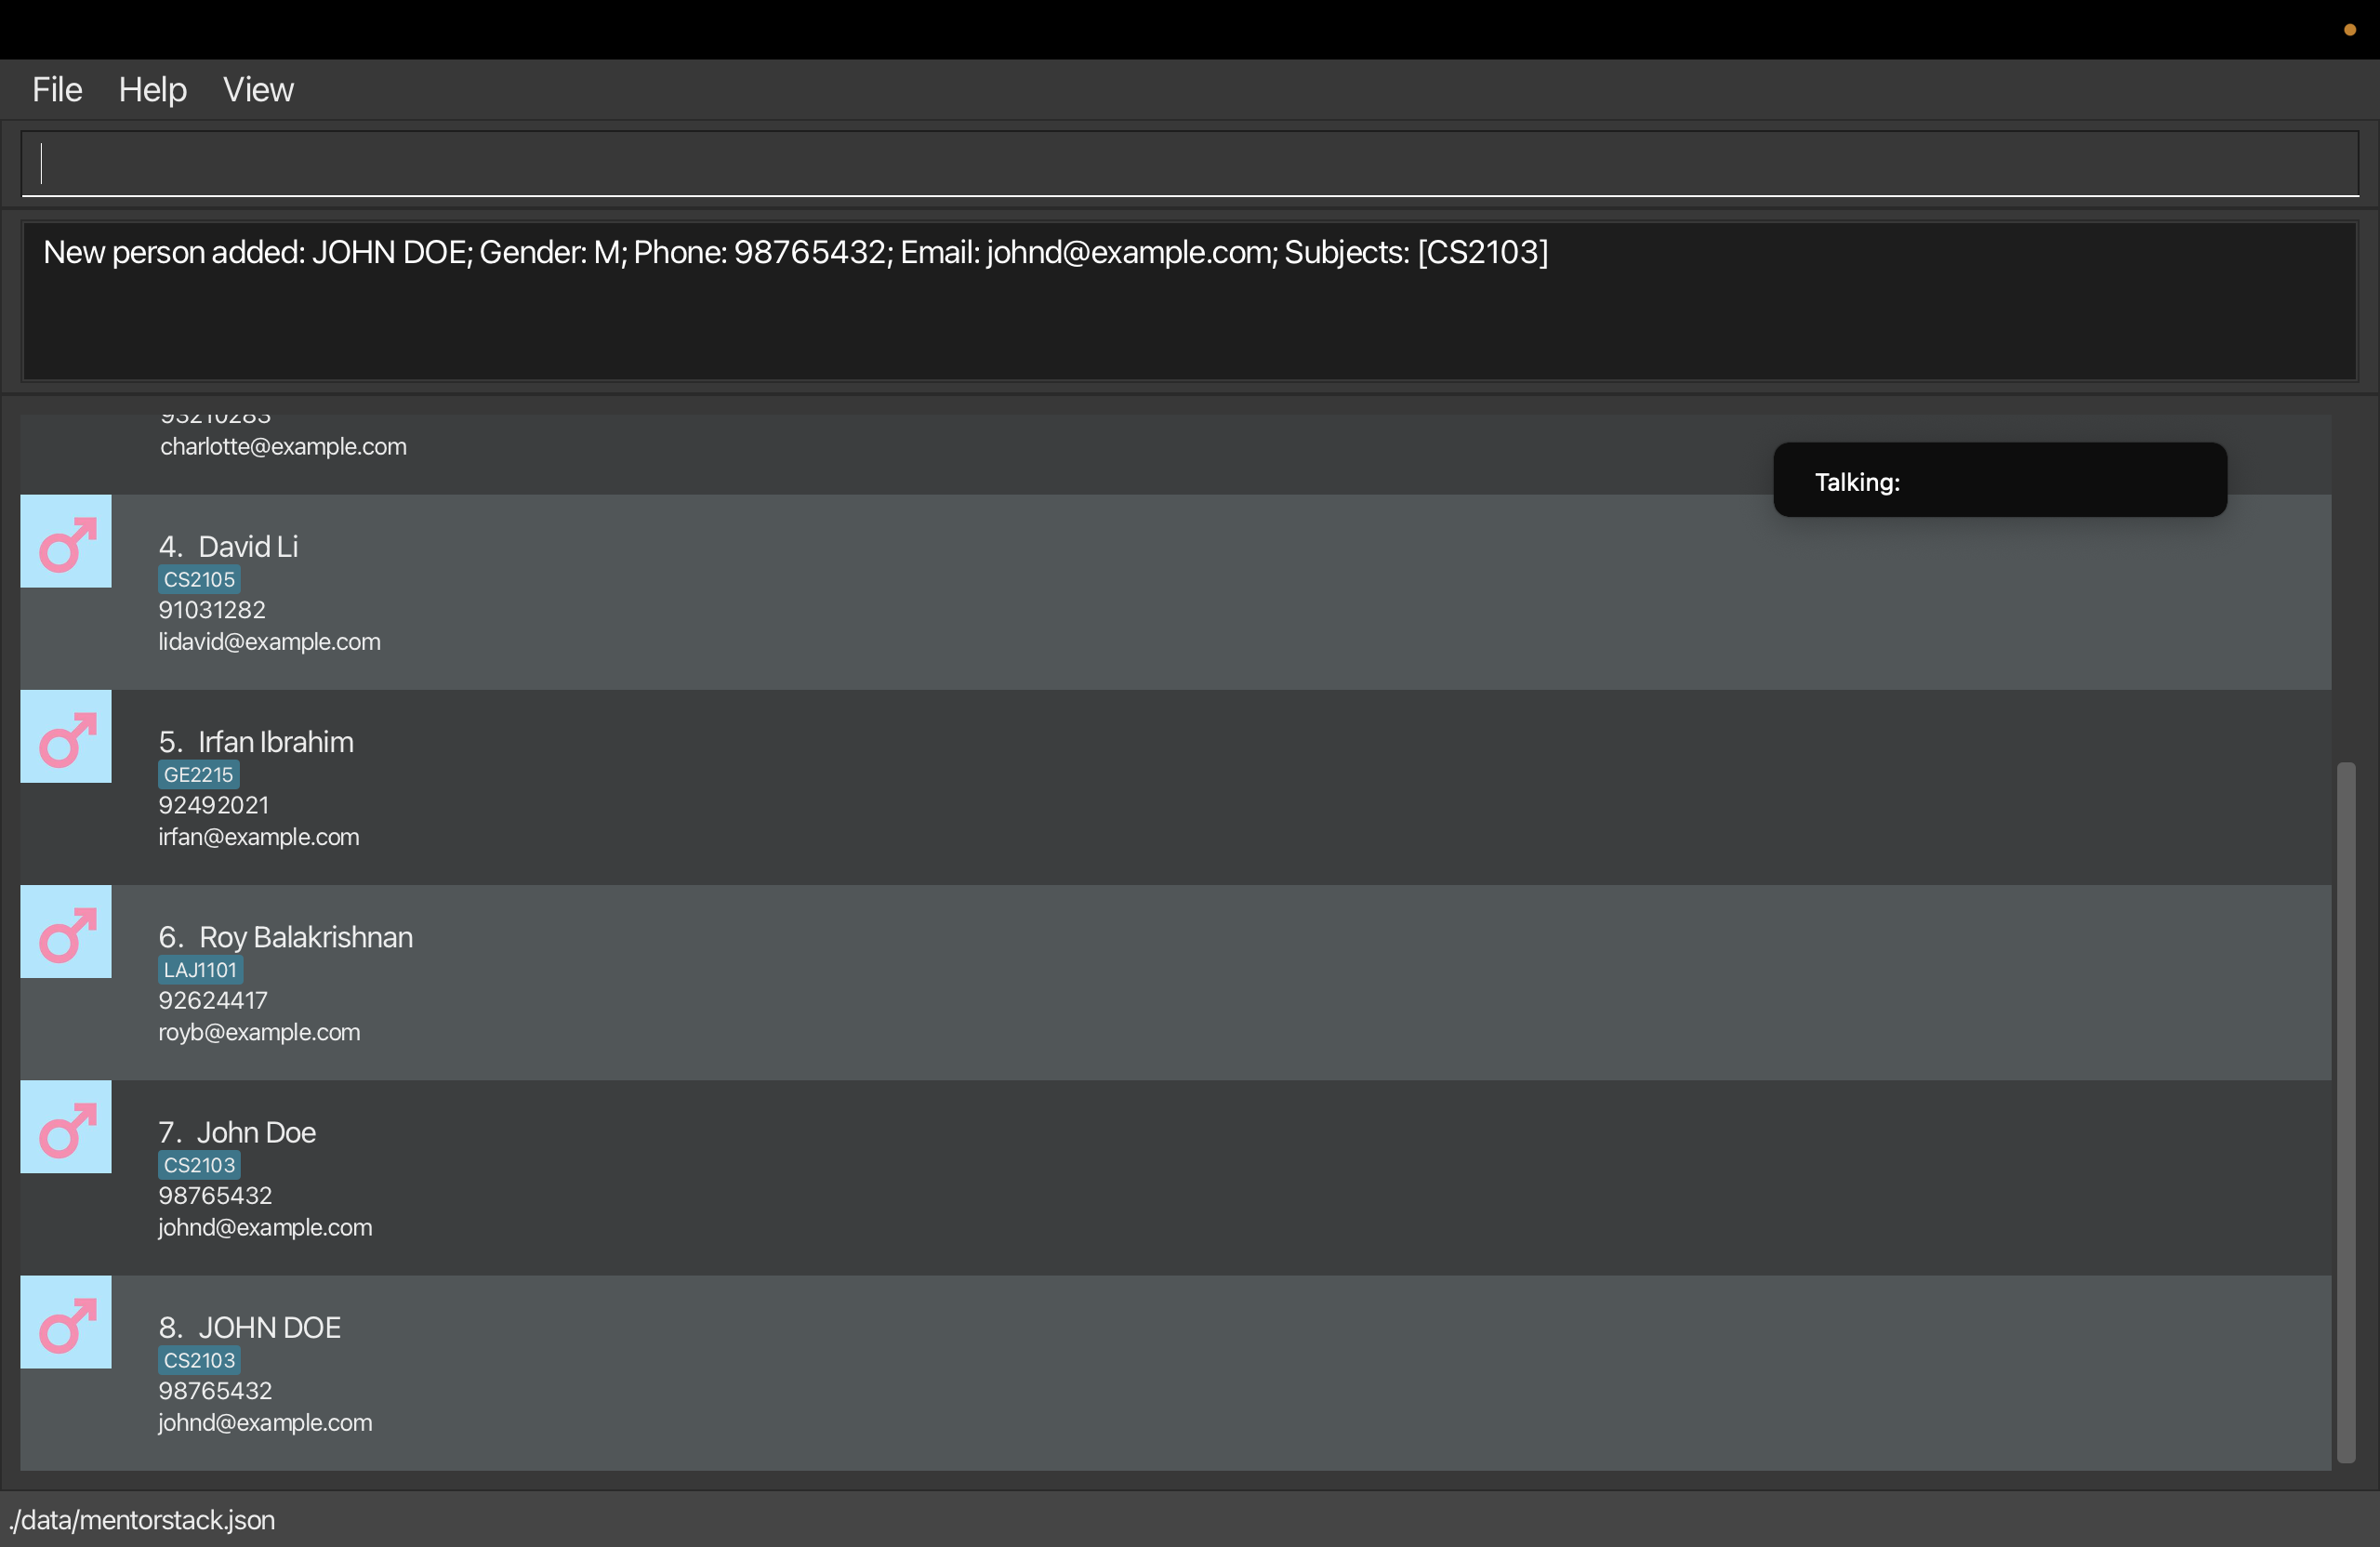 File Help View
New person added: JOHN DOE; Gender: M; Phone: 98765432; Email: johnd@example.com; Subjects: [CS2103]
93210283
charlotte@example.com
Talking:
4. David Li
CS2105
91031282
lidavid@example.com
5. Irfan Ibrahim
GE2215
92492021
irfan@example.com
6. Roy Balakrishnan
LAJ1101
92624417
royb@example.com
7. John Doe
CS2103
98765432
johnd@example.com
8. JOHN DOE
CS2103
98765432
johnd@example.com
./data/mentorstack.json